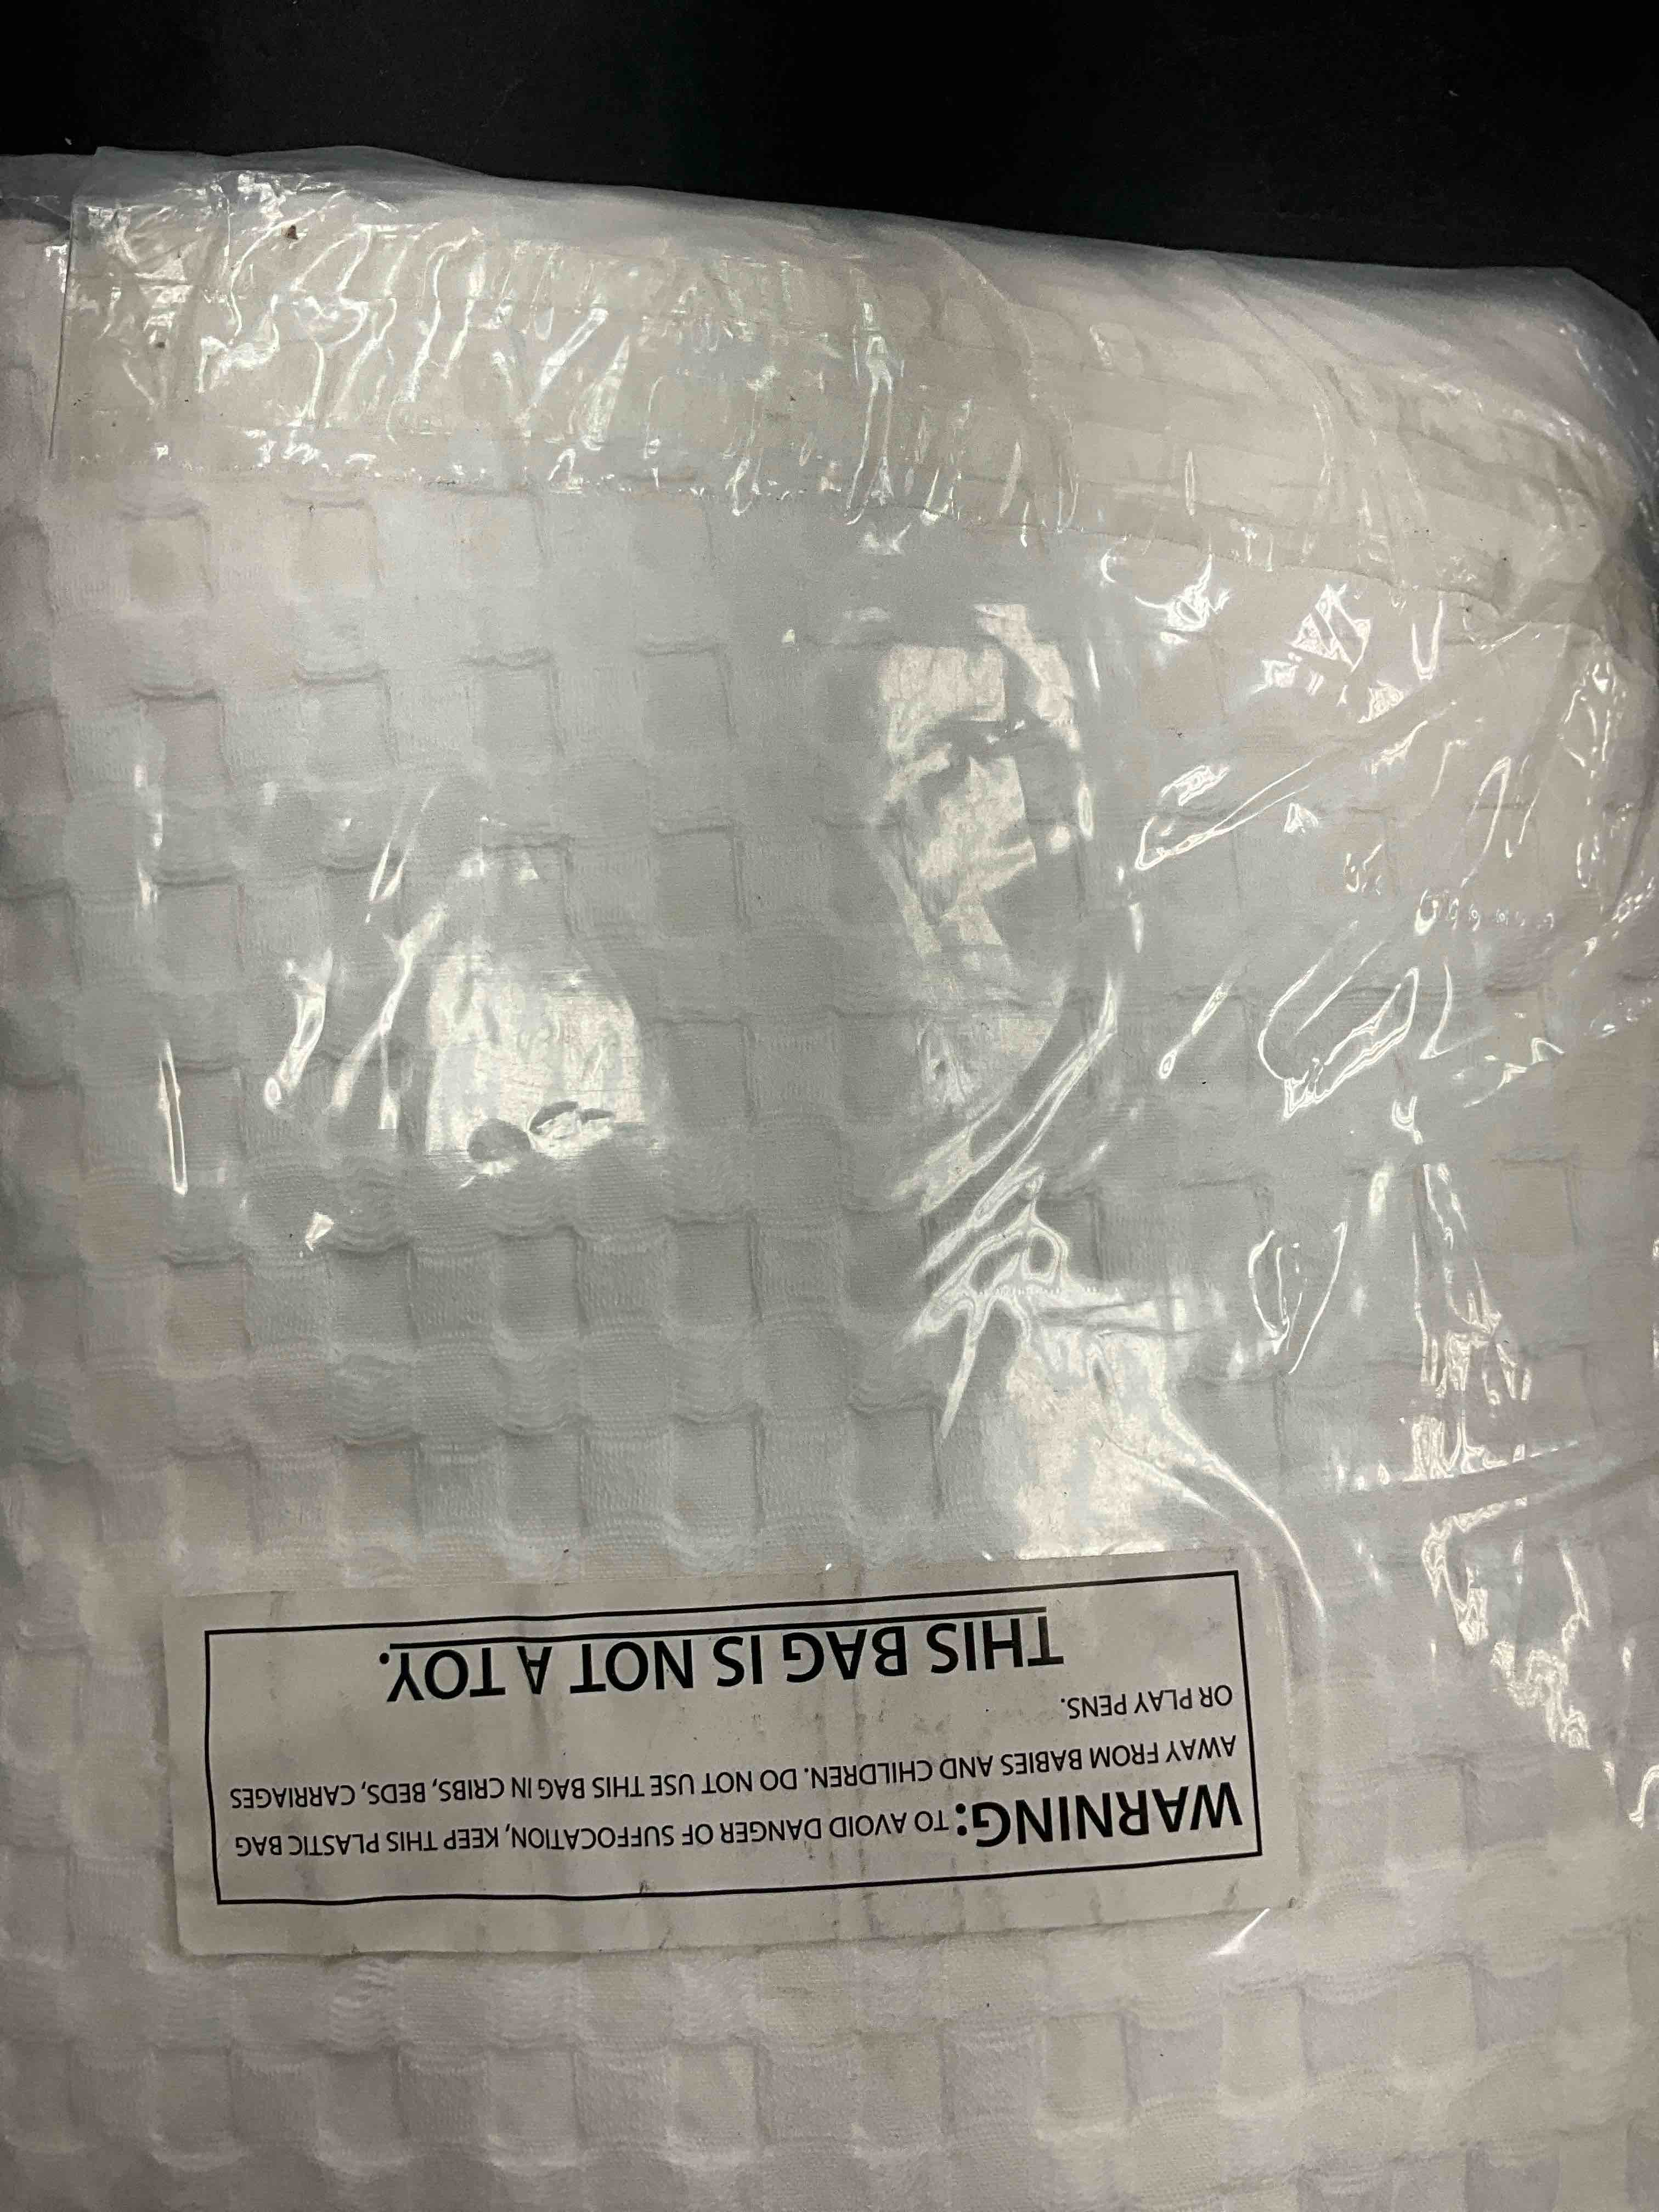 WARNING: TO AVOID DANGER OF SUFFOCATION, KEEP THIS PLASTIC BAG
AWAY FROM BABIES AND CHILDREN. DO NOT USE THIS BAG IN CRIBS, BEDS, CARRIAGES
OR PLAY PENS.
THIS BAG IS NOT A TOY.